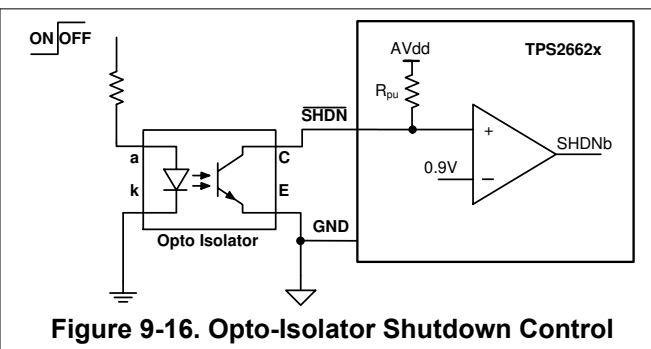 ON OFF
AVdd
TPS2662x
Rpu
SHDN
a
C
+
SHDNb
0.9V
−
k
E
GND
Opto Isolator
Figure 9-16. Opto-Isolator Shutdown Control